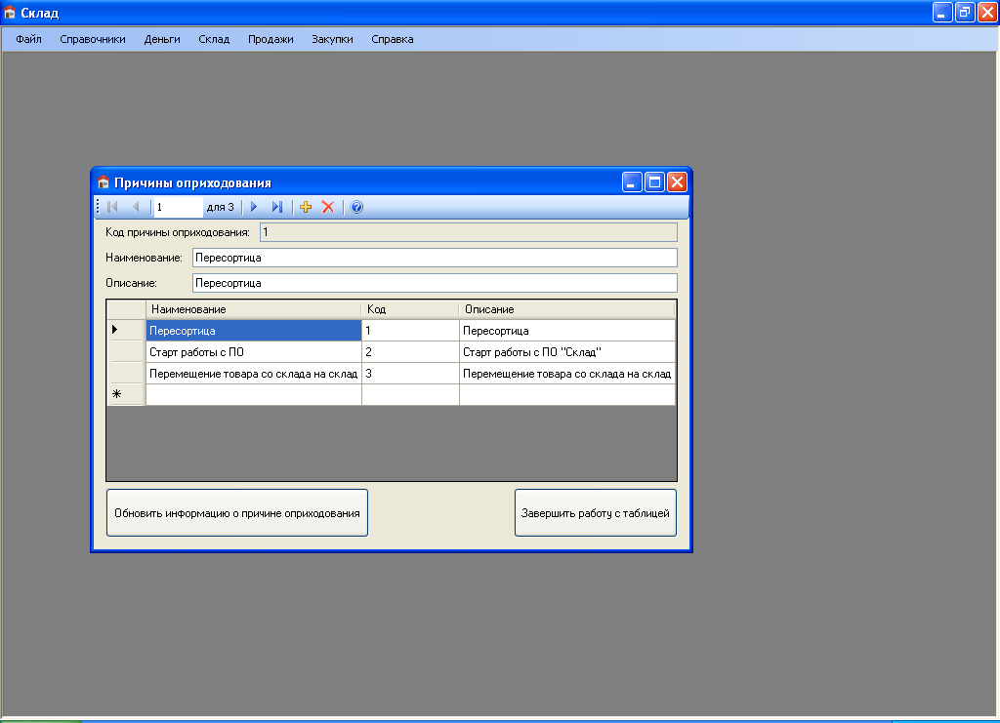 Склад
Файл Справочники Деньги Склад Продажи Закупки Справка
Причины оприходования
1 для 3
Код причины оприходования: 1
Наименование: Пересортица
Описание: Пересортица
Наименование Код Описание
Пересортица 1 Пересортица
Старт работы с ПО 2 Старт работы с ПО "Склад"
Перемещение товара со склада на склад 3 Перемещение товара со склада на склад
Обновить информацию о причине оприходования Завершить работу с таблицей